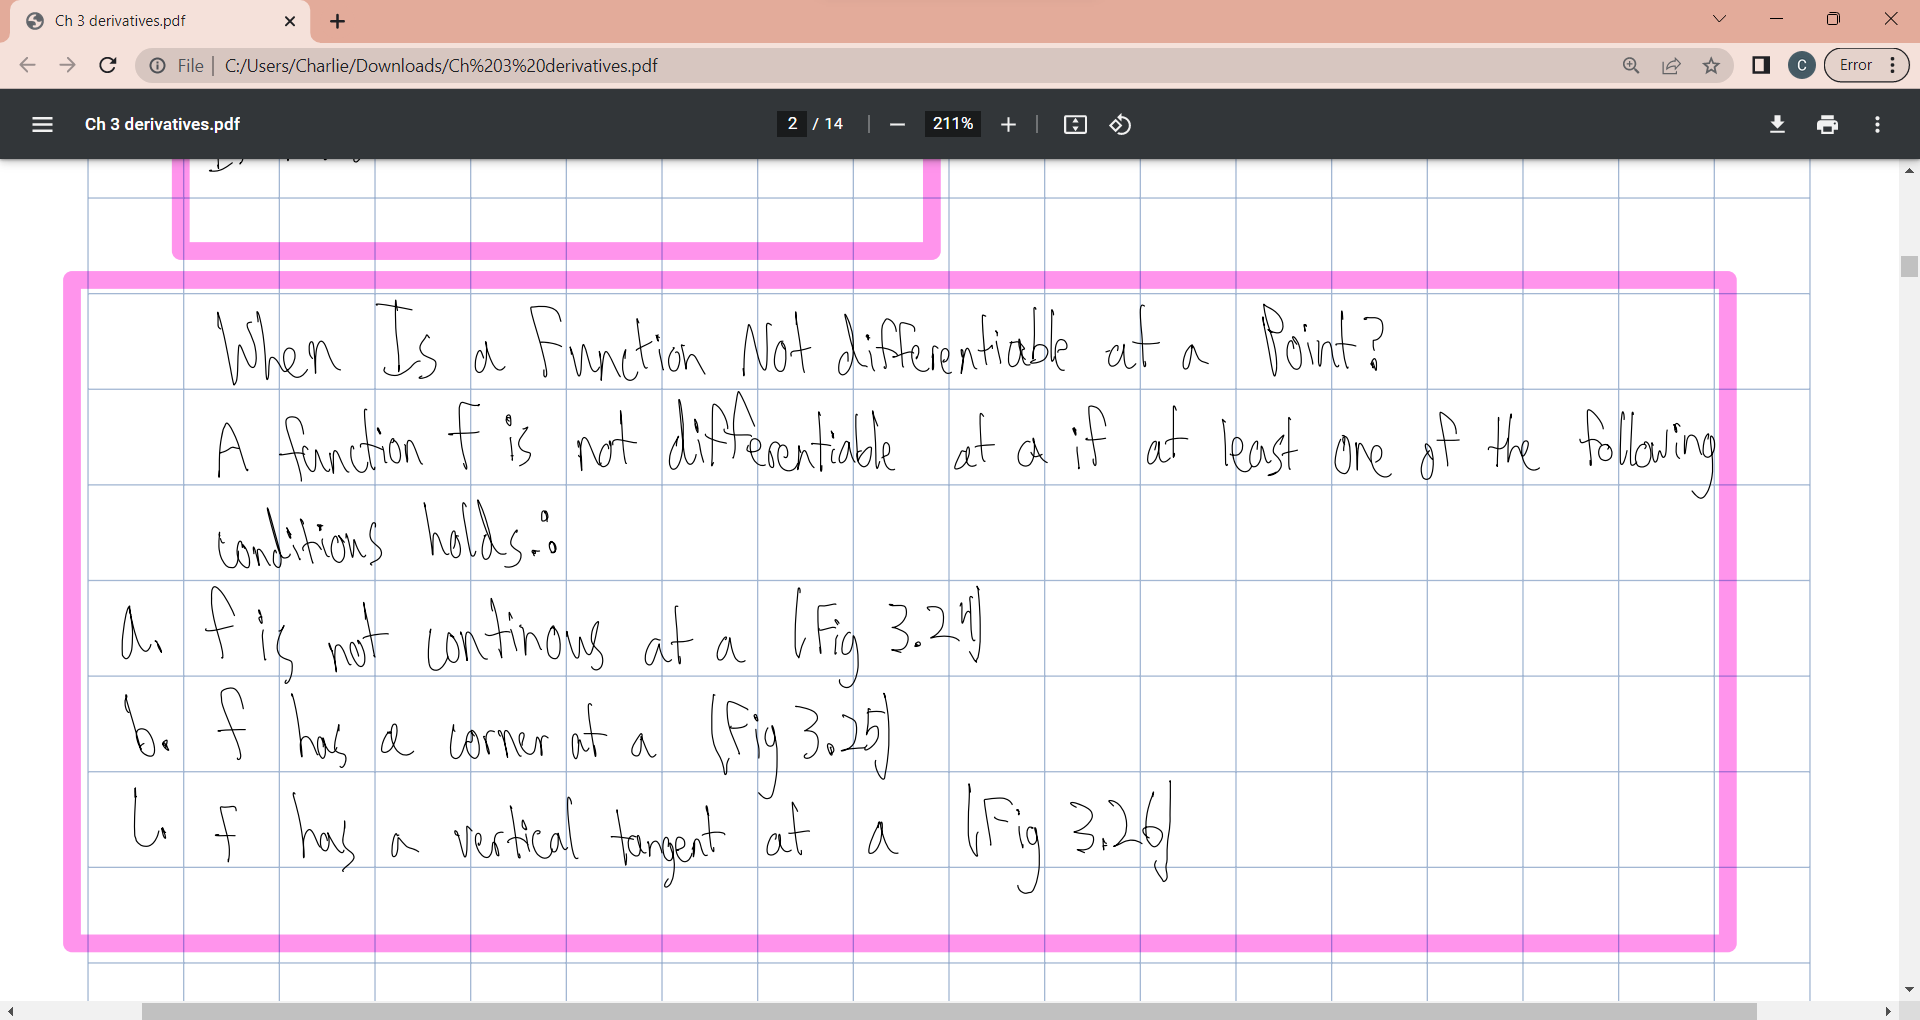 Ch 3 derivatives.pdf
File | C:/Users/Charlie/Downloads/Ch%203%20derivatives.pdf
C
Error
Ch 3 derivatives.pdf
2 / 14
211%
When Is a Function Not differentiable at a Point?
A function f is not differentiable at a if at least one of the following
conditions holds.:
a. f is not continous at a (Fig 3.24)
b. f has a corner at a (Fig 3.25)
c. f has a vertical tangent at a (Fig 3.26)